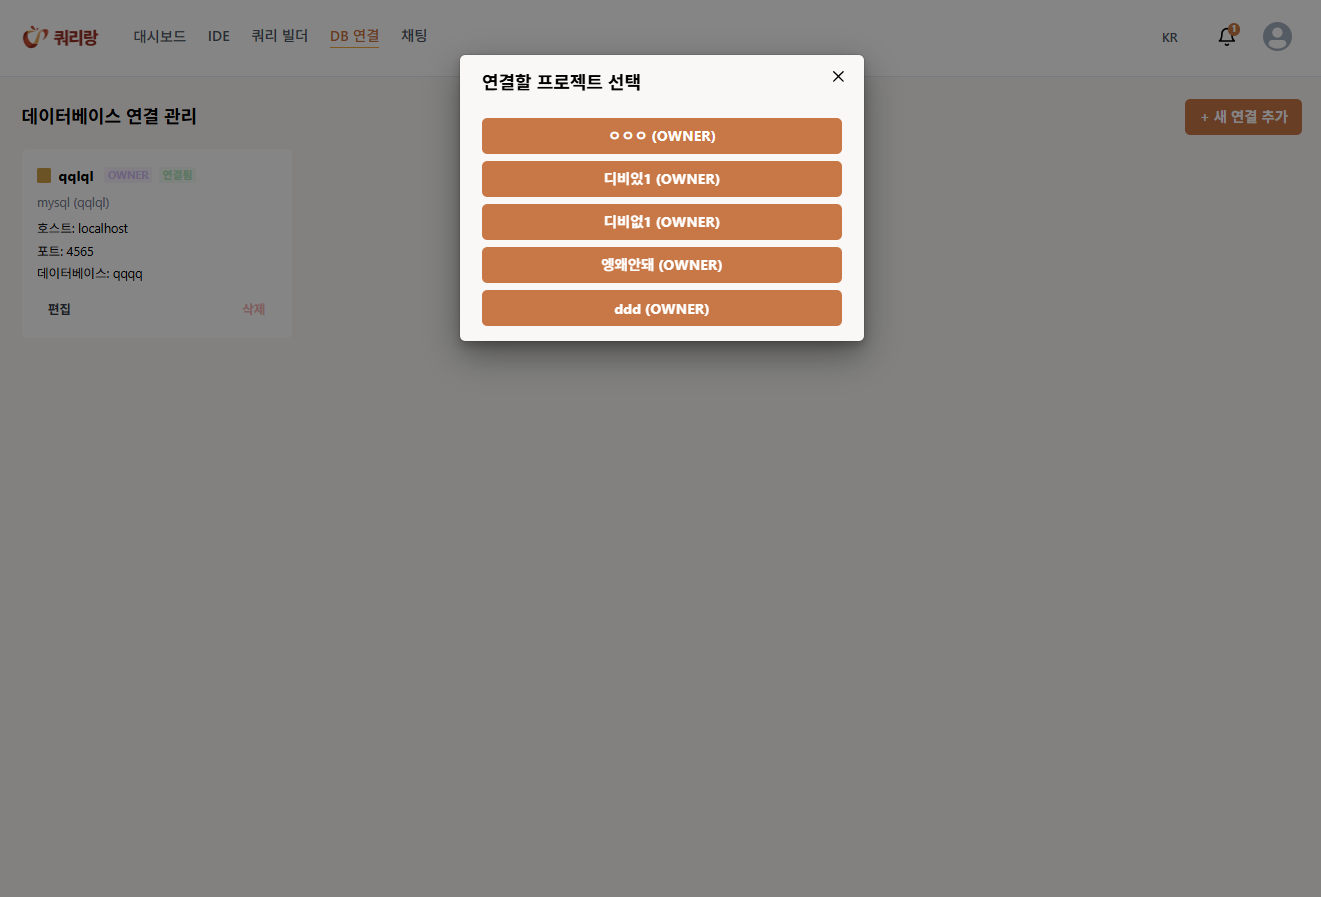 쿼리랑 대시보드 IDE 쿼리 빌더 DB 연결 채팅 KR 1
연결할 프로젝트 선택
데이터베이스 연결 관리
+ 새 연결 추가
ㅇㅇㅇ (OWNER)
디비있1 (OWNER)
디비없1 (OWNER)
엥왜안돼 (OWNER)
ddd (OWNER)
qqlql OWNER 연결됨
mysql (qqlql)
호스트: localhost
포트: 4565
데이터베이스: qqqq
편집 삭제